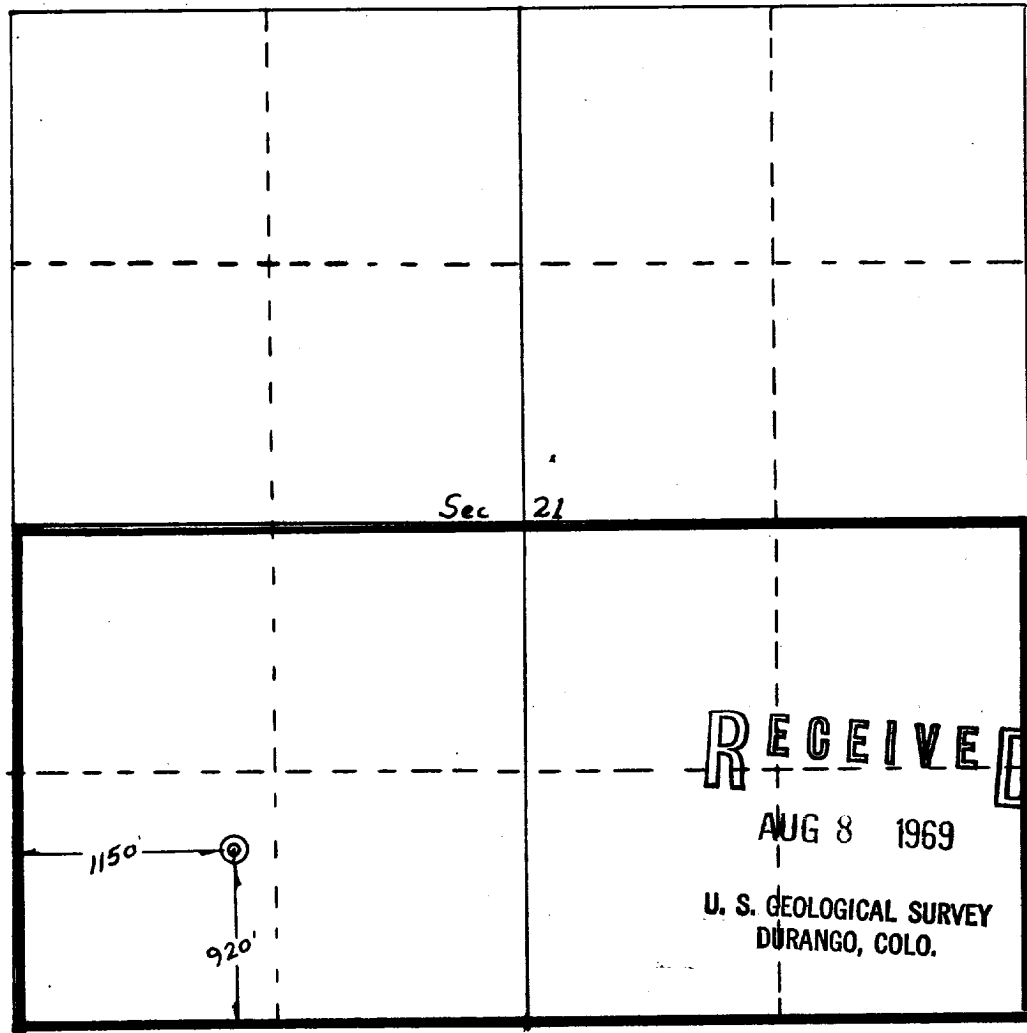 Sec 21
RECEIVED
AUG 8 1969
1150'
U. S. GEOLOGICAL SURVEY
920'
DURANGO, COLO.